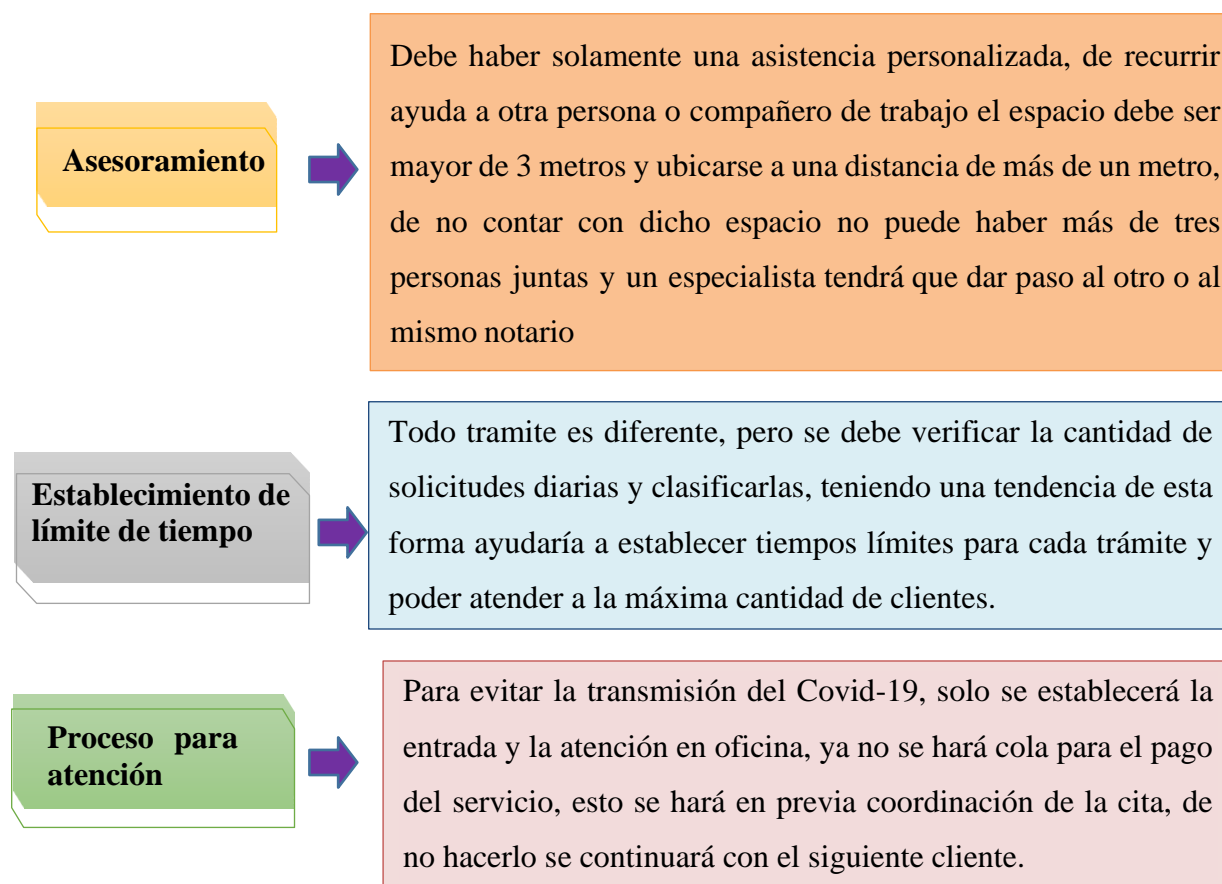 Asesoramiento
Debe haber solamente una asistencia personalizada, de recurrir
ayuda a otra persona o compañero de trabajo el espacio debe ser
mayor de 3 metros y ubicarse a una distancia de más de un metro,
de no contar con dicho espacio no puede haber más de tres
personas juntas y un especialista tendrá que dar paso al otro o al
mismo notario
Establecimiento de
límite de tiempo
Todo tramite es diferente, pero se debe verificar la cantidad de
solicitudes diarias y clasificarlas, teniendo una tendencia de esta
forma ayudaría a establecer tiempos límites para cada trámite y
poder atender a la máxima cantidad de clientes.
Proceso para
atención
Para evitar la transmisión del Covid-19, solo se establecerá la
entrada y la atención en oficina, ya no se hará cola para el pago
del servicio, esto se hará en previa coordinación de la cita, de
no hacerlo se continuará con el siguiente cliente.